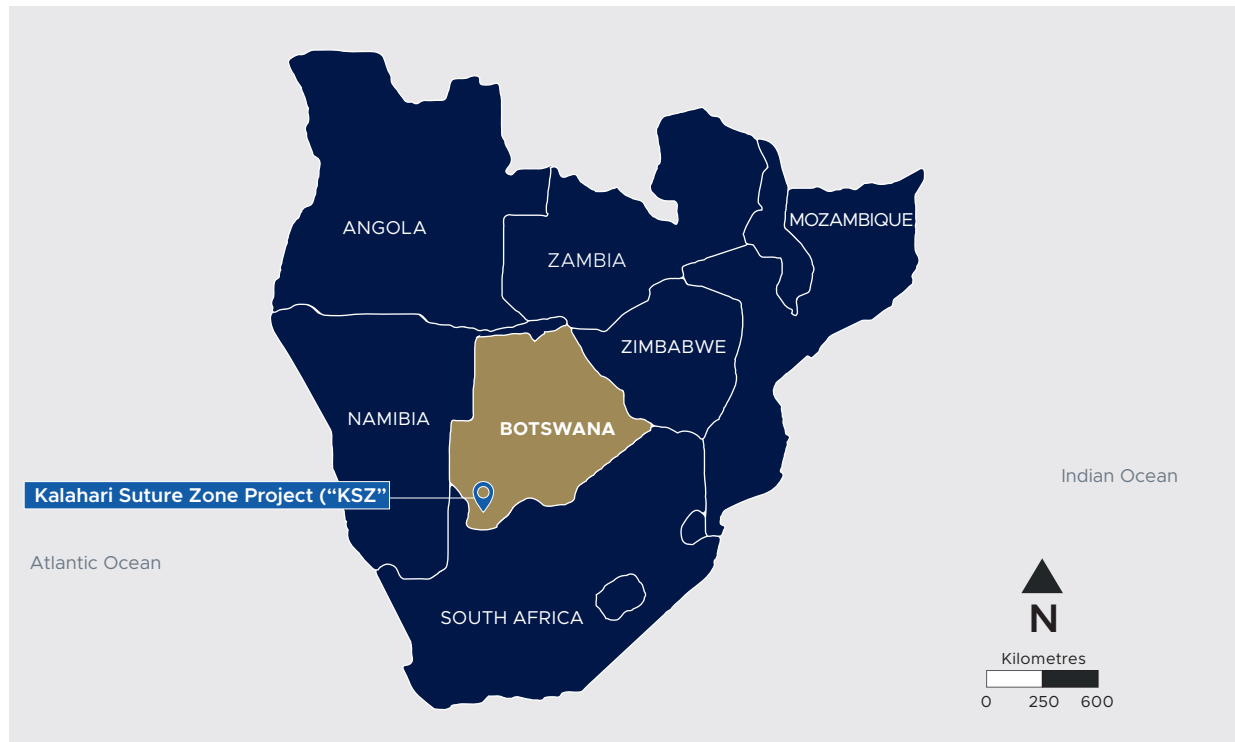 ANGOLA
MOZAMBIQUE
ZAMBIA
ZIMBABWE
NAMIBIA
BOTSWANA
Indian Ocean
Kalahari Suture Zone Project (“KSZ”
Atlantic Ocean
SOUTH AFRICA
N
Kilometres
0 250 600